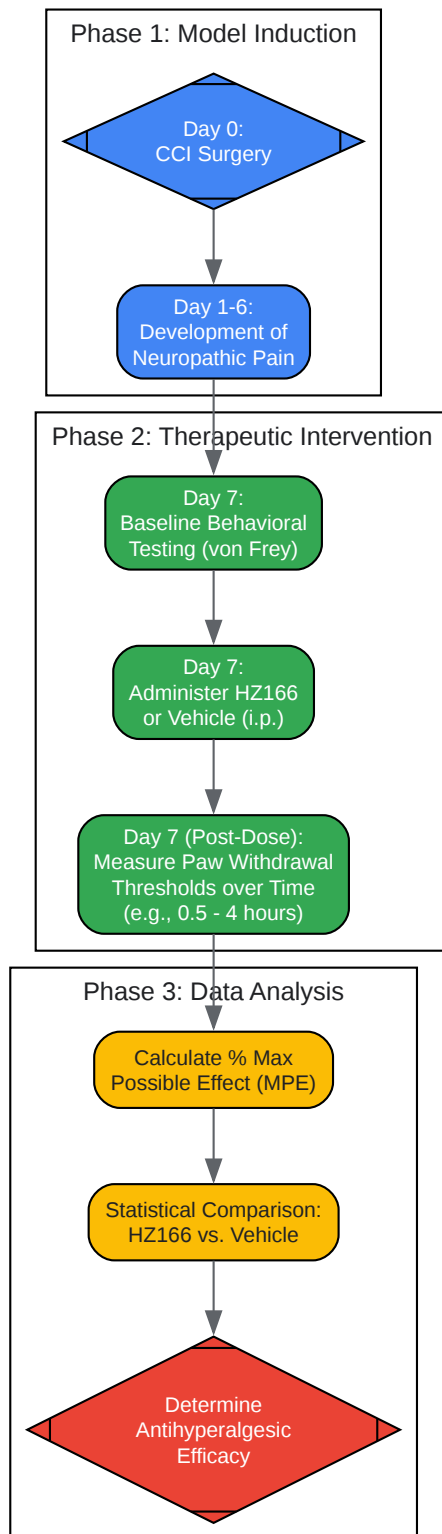 Phase 1: Model Induction
Day 0:
CCI Surgery
Day 1-6:
Development of
Neuropathic Pain
Phase 2: Therapeutic Intervention
Day 7:
Baseline Behavioral
Testing (von Frey)
Day 7:
Administer HZ166
or Vehicle (i.p.)
Day 7 (Post-Dose):
Measure Paw Withdrawal
Thresholds over Time
(e.g., 0.5 - 4 hours)
Phase 3: Data Analysis
Calculate % Max
Possible Effect (MPE)
Statistical Comparison:
HZ166 vs. Vehicle
Determine
Antihyperalgesic
Efficacy